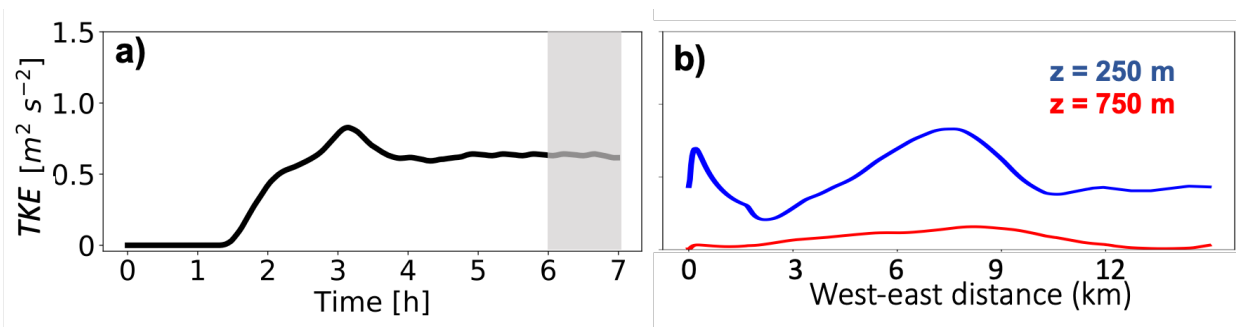 a)
TKE [m² s⁻²]
1.5
1.0
0.5
0
0 1 2 3 4 5 6 7
Time [h]
b)
z = 250 m
z = 750 m
0 3 6 9 12
West-east distance (km)